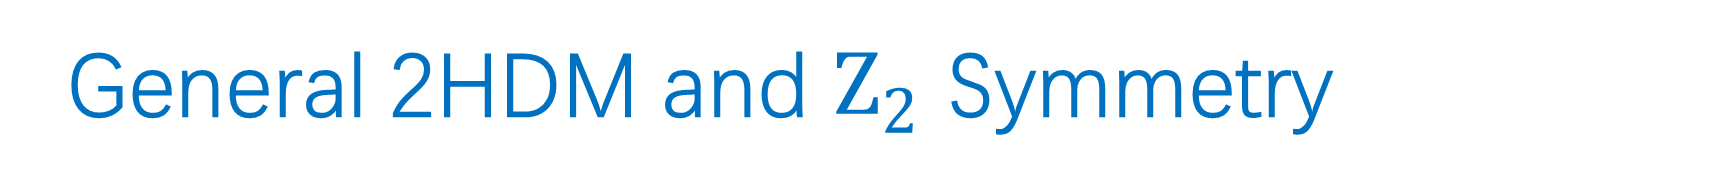 General 2HDM and Z₂ Symmetry